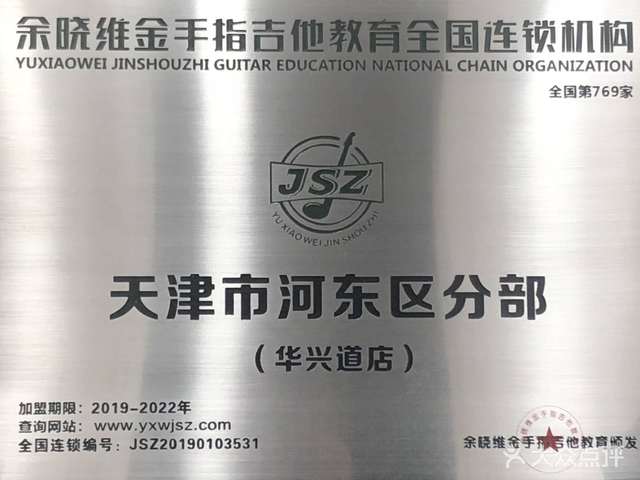 余晓维金手指吉他教育全国连锁机构
YUXIAOWEI JINSHOUZHI GUITAR EDUCATION NATIONAL CHAIN ORGANIZATION
全国第769家
JSZ
YU XIAO WEI JIN SHOU ZHI
天津市河东区分部
（华兴道店）
加盟期限：2019-2022年
查询网站：www.yxwjsz.com
全国连锁编号：JSZ20190103531
余晓维金手指吉他教育颁发
大众点评